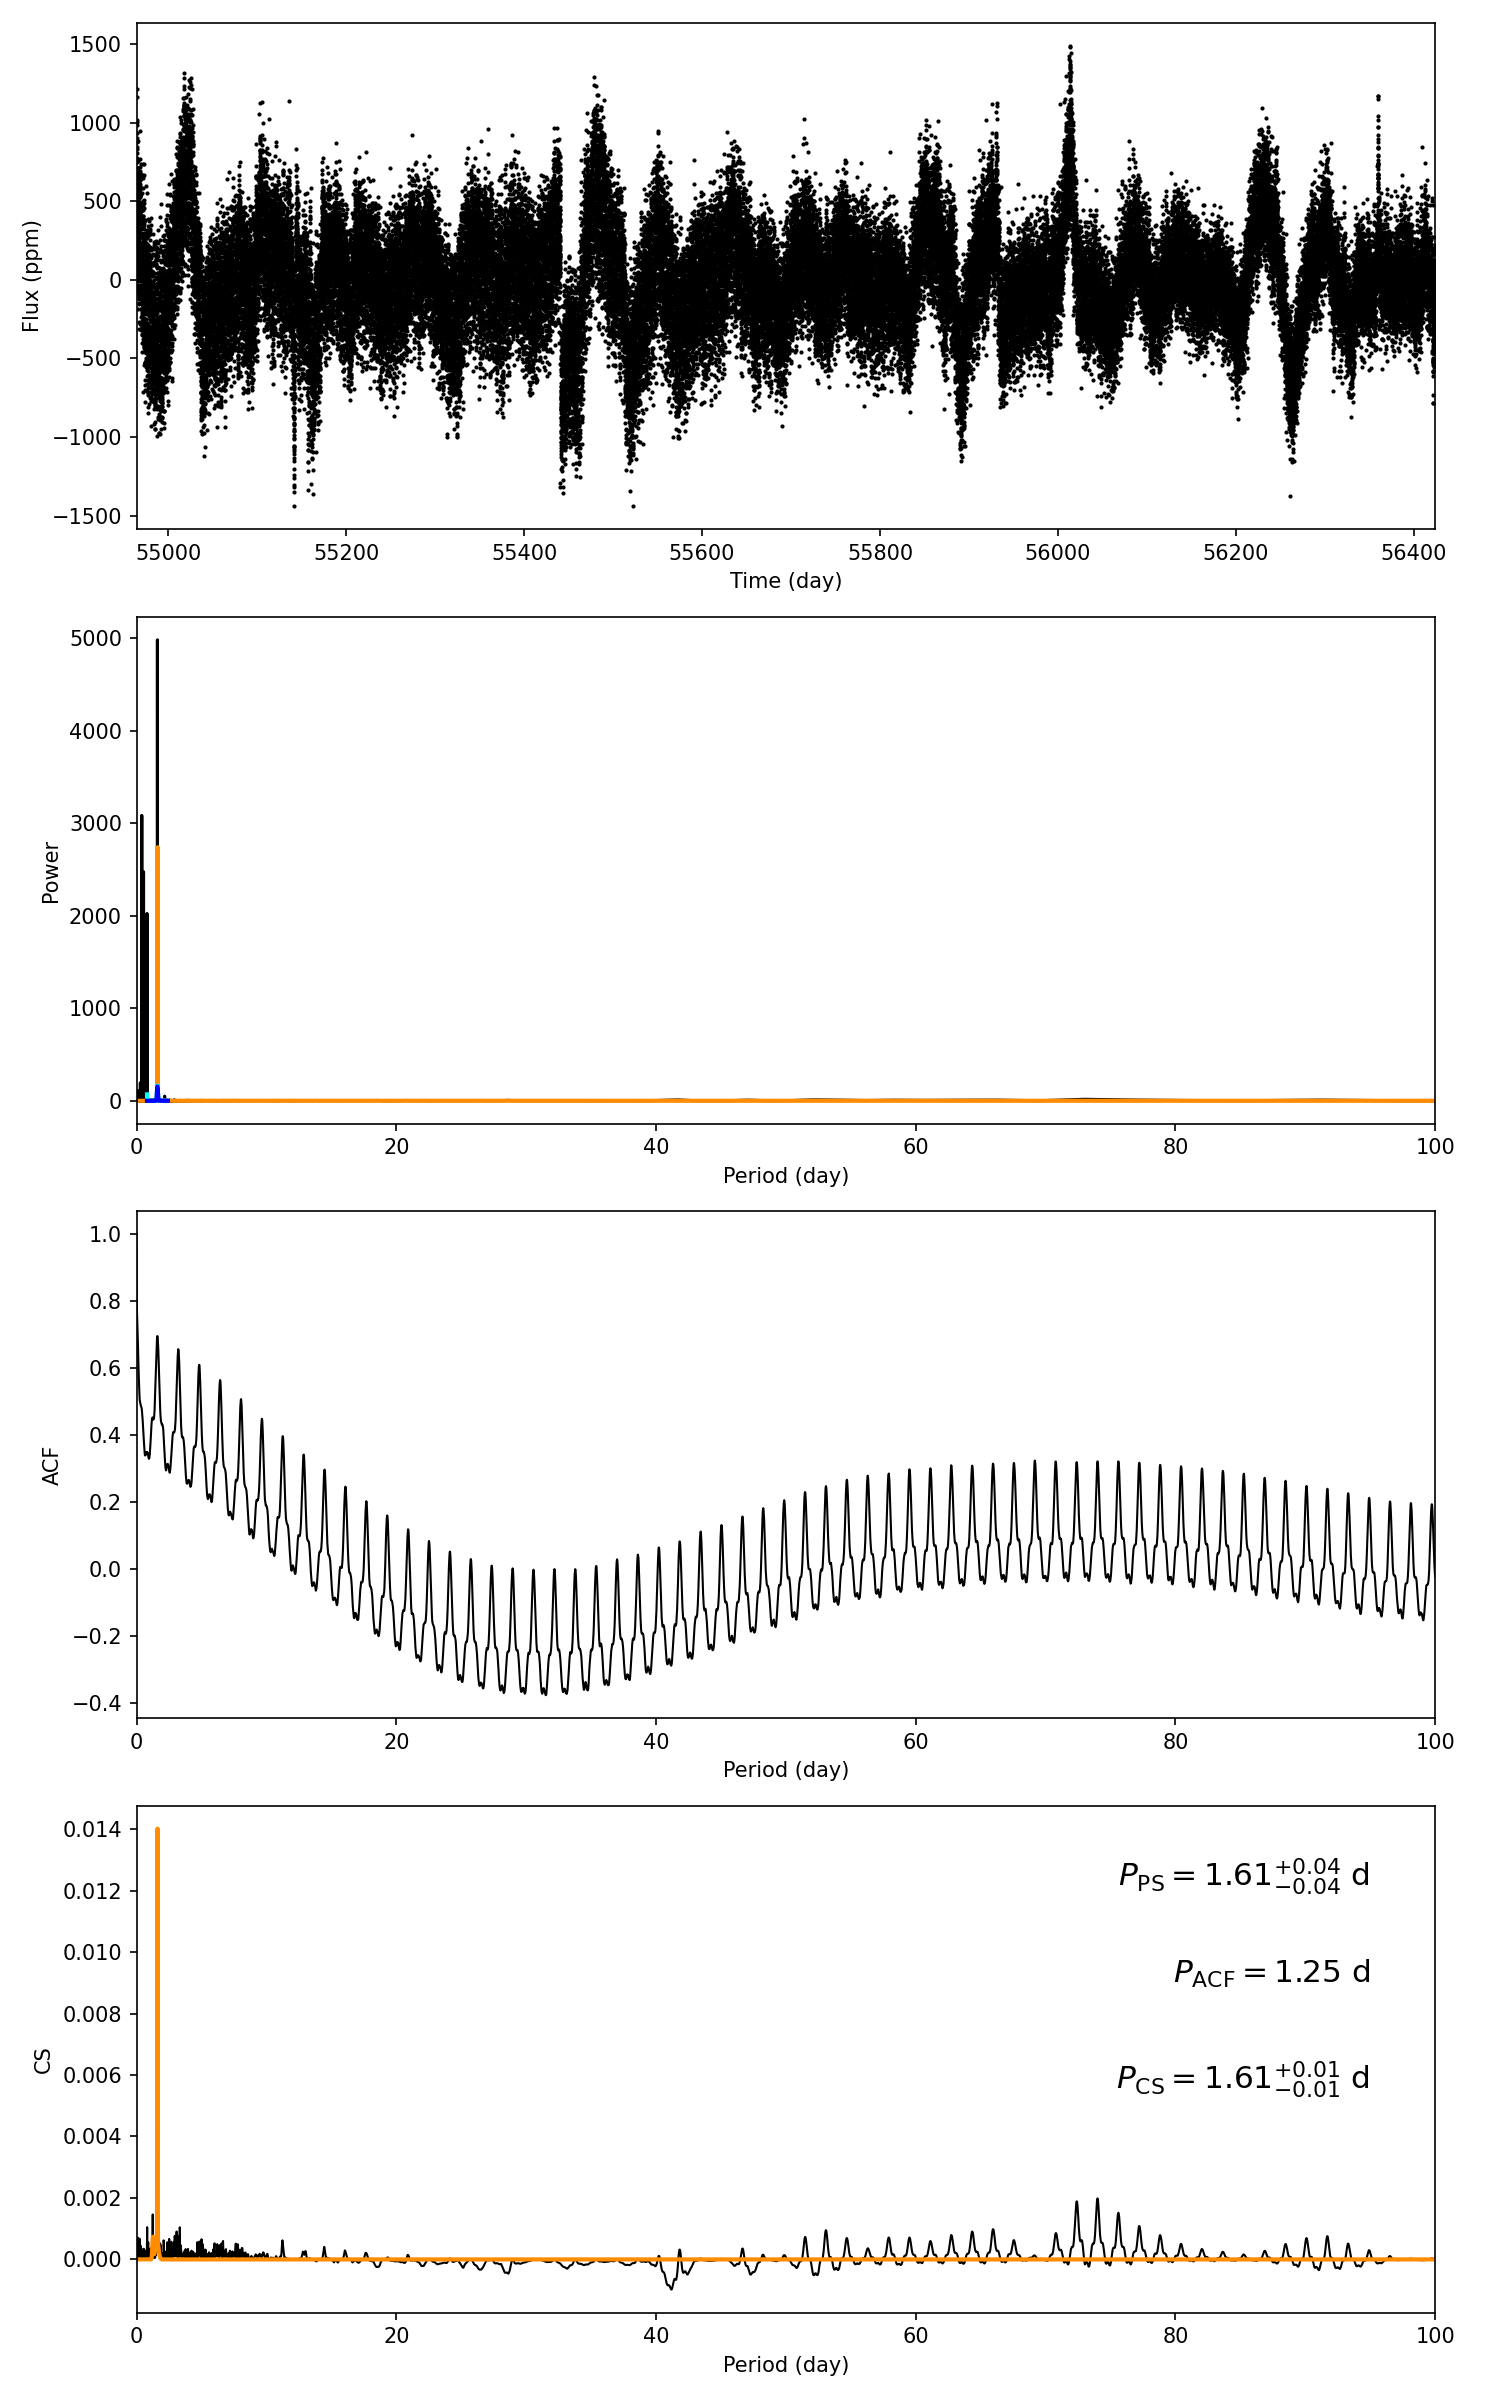 1500
1000
500
0
−500
−1000
−1500
Flux (ppm)
55000 55200 55400 55600 55800 56000 56200 56400
Time (day)
5000
4000
3000
2000
1000
0
Power
0 20 40 60 80 100
Period (day)
1.0
0.8
0.6
0.4
0.2
0.0
−0.2
−0.4
ACF
0 20 40 60 80 100
Period (day)
0.014
0.012
0.010
0.008
0.006
0.004
0.002
0.000
CS
P_PS = 1.61 +0.04 −0.04 d
P_ACF = 1.25 d
P_CS = 1.61 +0.01 −0.01 d
0 20 40 60 80 100
Period (day)